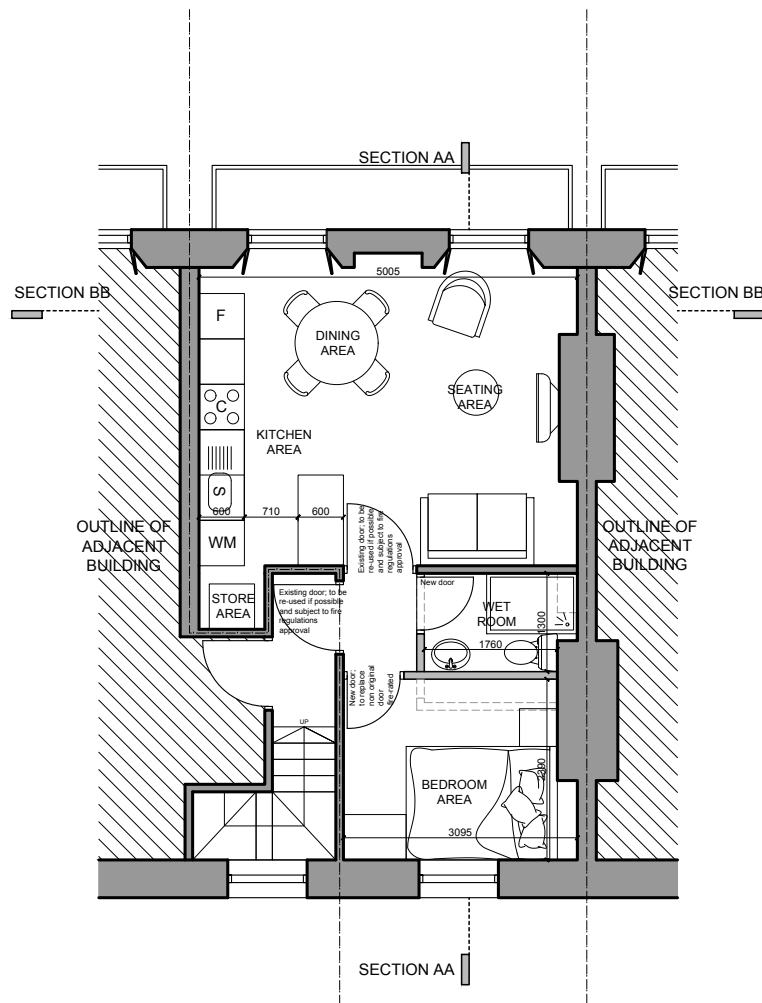 SECTION AA
5005
SECTION BB
SECTION BB
F
DINING
AREA
SEATING
AREA
C
KITCHEN
AREA
S
600
710
600
OUTLINE OF
ADJACENT
BUILDING
OUTLINE OF
ADJACENT
BUILDING
WM
Existing door; to be
re-used if possible
and subject to fire
regulations
approval
STORE
AREA
Existing door; to be
re-used if possible
and subject to fire
regulations
approval
New door
WET
ROOM
1300
1760
New door;
to replace
non original
door
fire-rated
UP
BEDROOM
AREA
2390
3095
SECTION AA